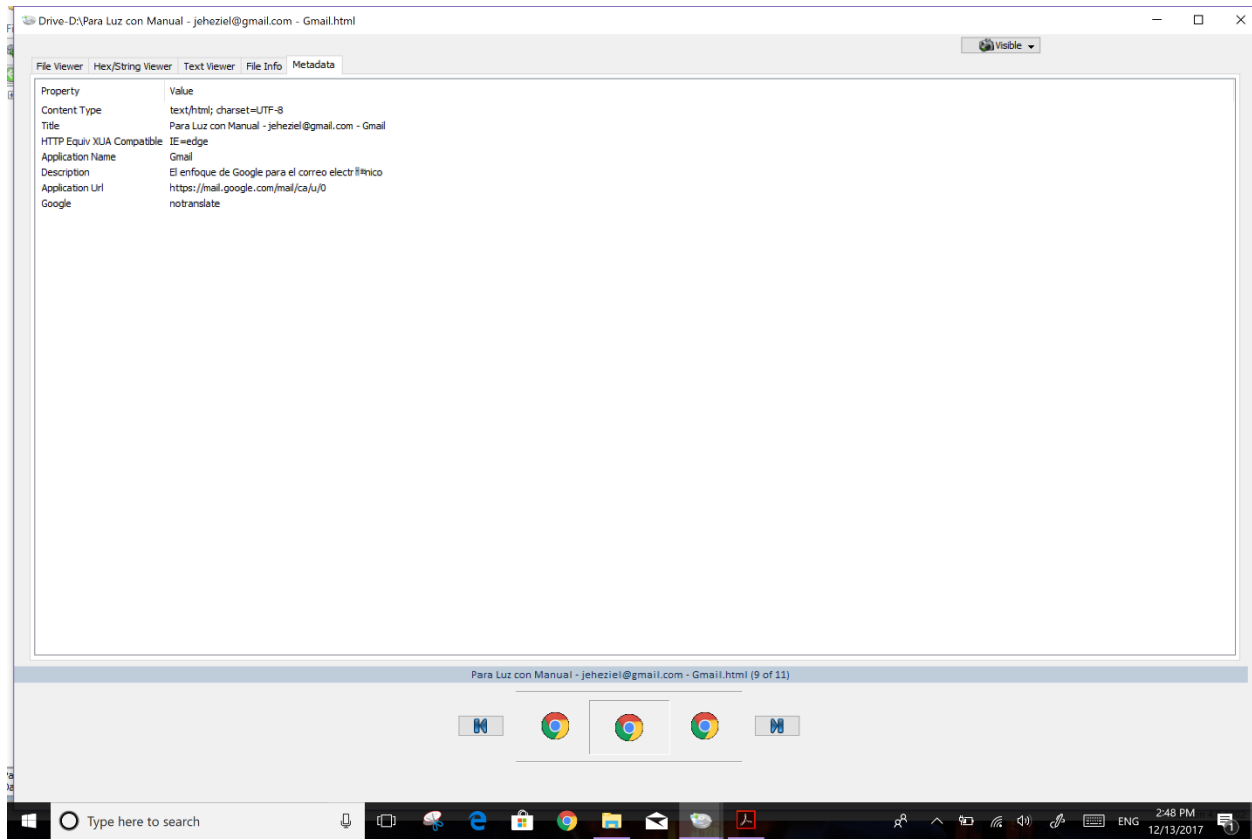 Drive-D:\Para Luz con Manual - jeheziel@gmail.com - Gmail.html
Visible
File Viewer Hex/String Viewer Text Viewer File Info Metadata
Property Value
Content Type text/html; charset=UTF-8
Title Para Luz con Manual - jeheziel@gmail.com - Gmail
HTTP Equiv XUA Compatible IE=edge
Application Name Gmail
Description El enfoque de Google para el correo
Application Url https://mail.google.com/mail/ca/u/0
Google notranslate
Para Luz con Manual - jeheziel@gmail.com - Gmail.html (9 of 11)
Type here to search
ENG
2:48 PM
12/13/2017